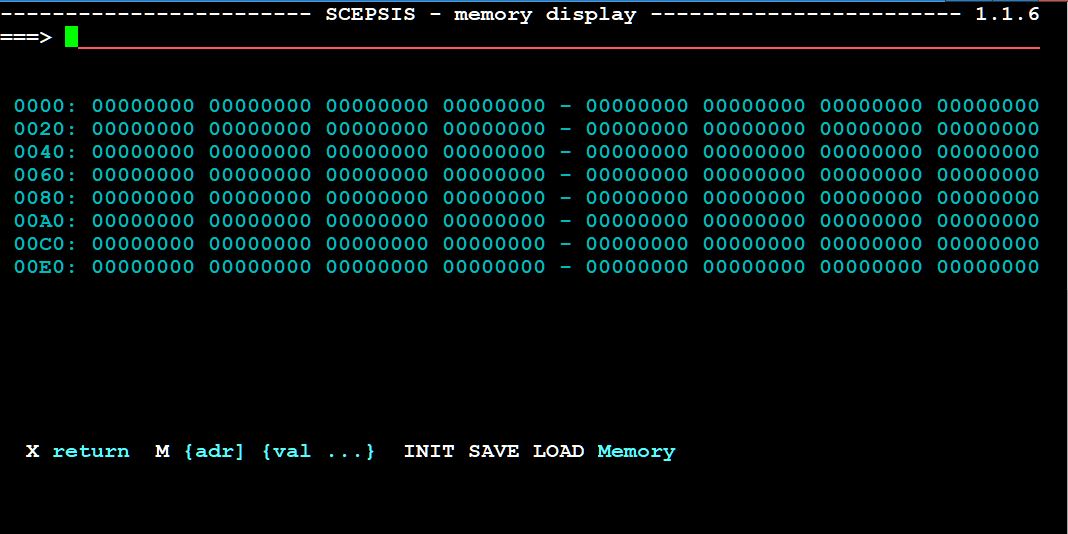 ------------------------ SCEPSIS - memory display ------------------------ 1.1.6
===>
0000: 00000000 00000000 00000000 00000000 - 00000000 00000000 00000000 00000000
0020: 00000000 00000000 00000000 00000000 - 00000000 00000000 00000000 00000000
0040: 00000000 00000000 00000000 00000000 - 00000000 00000000 00000000 00000000
0060: 00000000 00000000 00000000 00000000 - 00000000 00000000 00000000 00000000
0080: 00000000 00000000 00000000 00000000 - 00000000 00000000 00000000 00000000
00A0: 00000000 00000000 00000000 00000000 - 00000000 00000000 00000000 00000000
00C0: 00000000 00000000 00000000 00000000 - 00000000 00000000 00000000 00000000
00E0: 00000000 00000000 00000000 00000000 - 00000000 00000000 00000000 00000000
X return  M {adr] {val ...}  INIT SAVE LOAD Memory